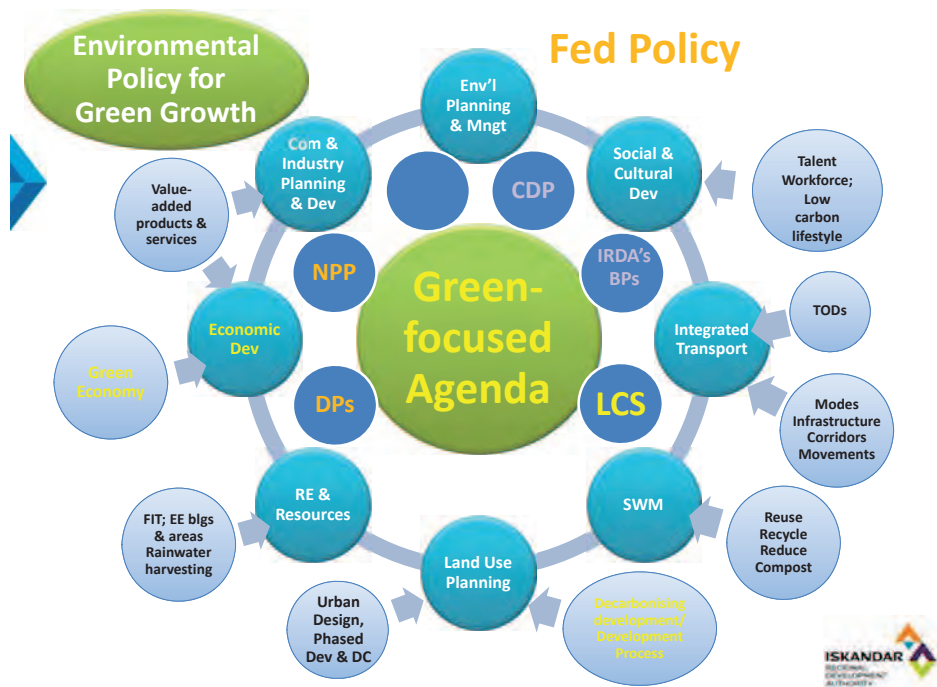 Environmental
Policy for
Green Growth
Fed Policy
Env'l
Planning
& Mngt
Com &
Industry
Planning
& Dev
Social &
Cultural
Dev
Talent
Workforce;
Low
carbon
lifestyle
Value-
added
products &
services
CDP
NPP
IRDA's
BPs
Green-
focused
Agenda
Economic
Dev
Integrated
Transport
TODs
Green
Economy
DPs
LCS
Modes
Infrastructure
Corridors
Movements
RE &
Resources
SWM
FIT; EE blgs
& areas
Rainwater
harvesting
Reuse
Recycle
Reduce
Compost
Land Use
Planning
Urban
Design,
Phased
Dev & DC
Decarbonising
development/
Development
Process
ISKANDAR
REGIONAL
DEVELOPMENT
AUTHORITY